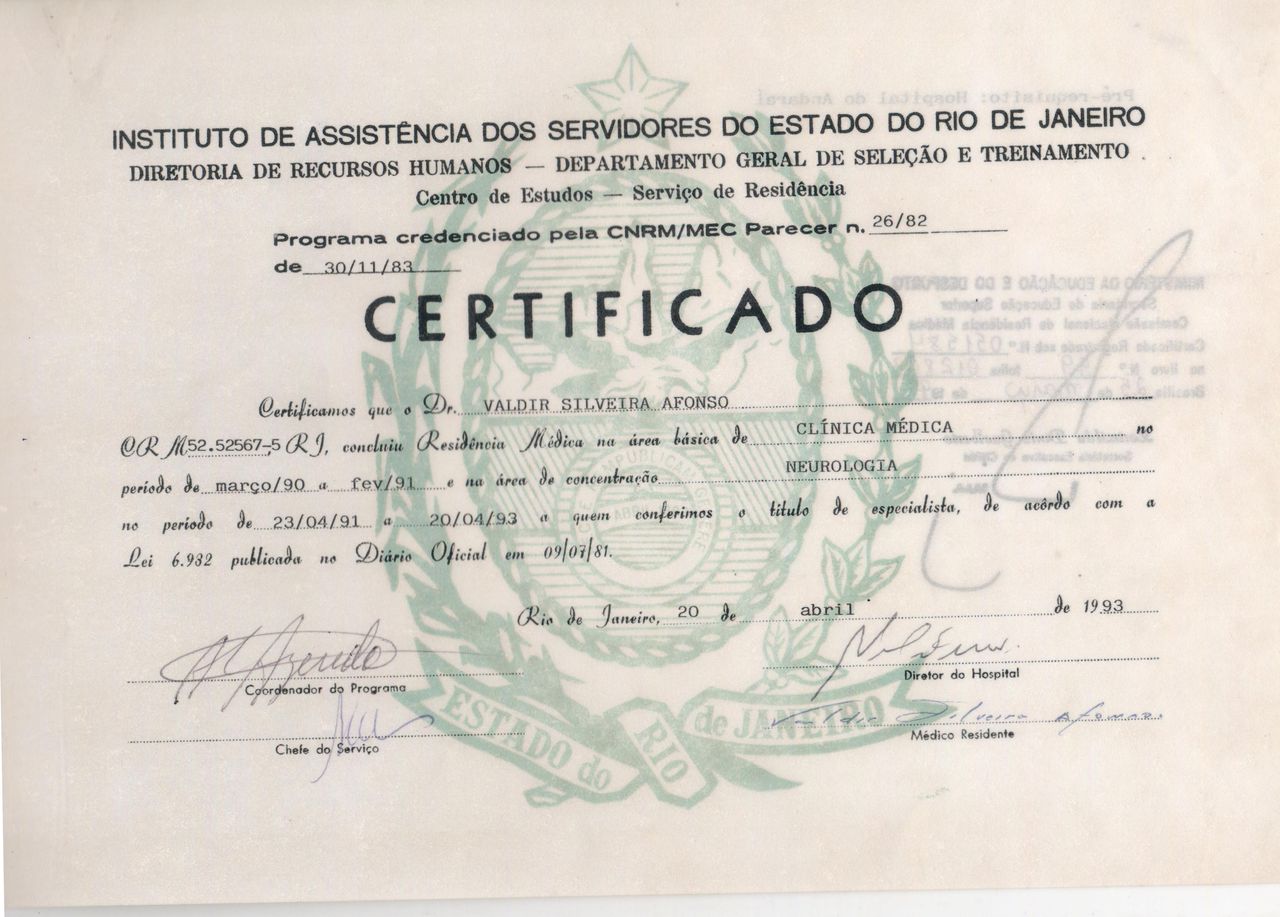 INSTITUTO DE ASSISTÊNCIA DOS SERVIDORES DO ESTADO DO RIO DE JANEIRO
DIRETORIA DE RECURSOS HUMANOS — DEPARTAMENTO GERAL DE SELEÇÃO E TREINAMENTO
Centro de Estudos — Serviço de Residência
Programa credenciado pela CNRM/MEC Parecer n. 26/82
de 30/11/83
CERTIFICADO
Certificamos que o Dr. VALDIR SILVEIRA AFONSO
CRM 52.52567-5 RJ, concluiu Residência Médica na área básica de CLÍNICA MÉDICA no
período de março/90 a fev/91 e na área de concentração NEUROLOGIA
no período de 23/04/91 a 20/04/93 a quem conferimos o título de especialista, de acôrdo com a
Lei 6.932 publicada no Diário Oficial em 09/07/81.
Rio de Janeiro, 20 de abril de 1993
Coordenador do Programa
Diretor do Hospital
Valdir Silveira Afonso
Chefe do Serviço
Médico Residente
ESTADO do RIO de JANEIRO